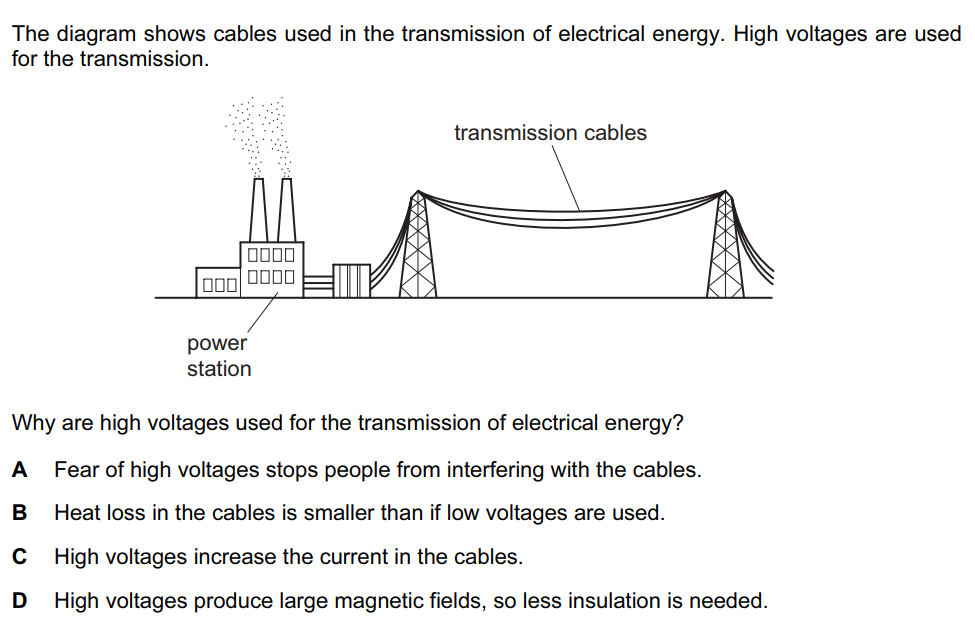 The diagram shows cables used in the transmission of electrical energy. High voltages are used
for the transmission.
transmission cables
power
station
Why are high voltages used for the transmission of electrical energy?
A Fear of high voltages stops people from interfering with the cables.
B Heat loss in the cables is smaller than if low voltages are used.
C High voltages increase the current in the cables.
D High voltages produce large magnetic fields, so less insulation is needed.